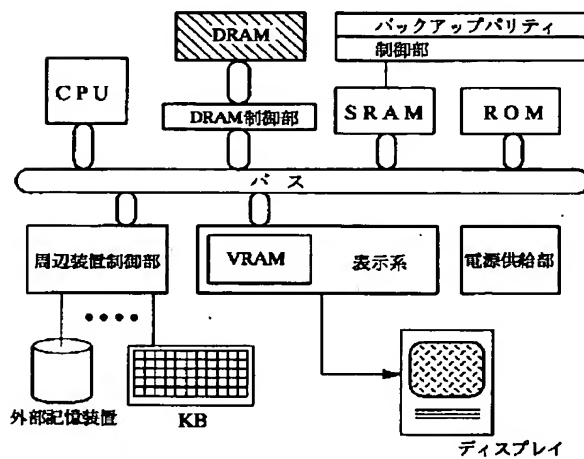 DRAM
バックアップパリティ
制御部
CPU
DRAM制御部
SRAM
ROM
バス
周辺装置制御部
VRAM
表示系
電源供給部
外部記憶装置
KB
ディスプレイ